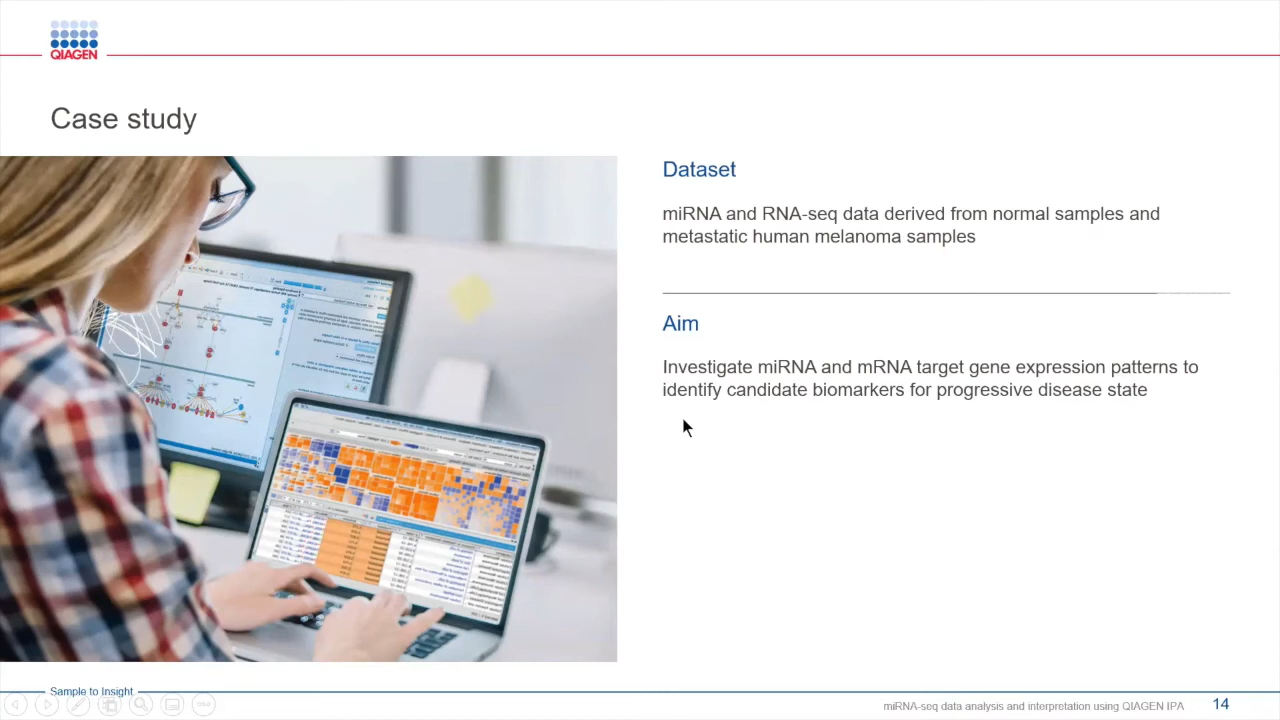 QIAGEN
Case study
Dataset
miRNA and RNA-seq data derived from normal samples and
metastatic human melanoma samples
Aim
Investigate miRNA and mRNA target gene expression patterns to
identify candidate biomarkers for progressive disease state
Sample to Insight
miRNA-seq data analysis and interpretation using QIAGEN IPA
14